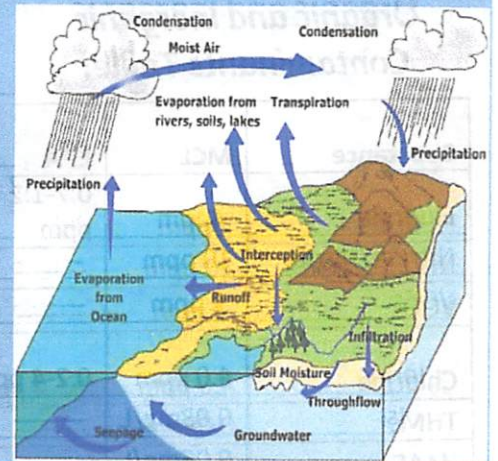 Condensation
Condensation
Moist Air
Evaporation from
rivers, soils, lakes
Transpiration
Precipitation
Precipitation
Interception
Evaporation
from
Ocean
Runoff
Infiltration
Soil Moisture
Throughflow
Seepage
Groundwater